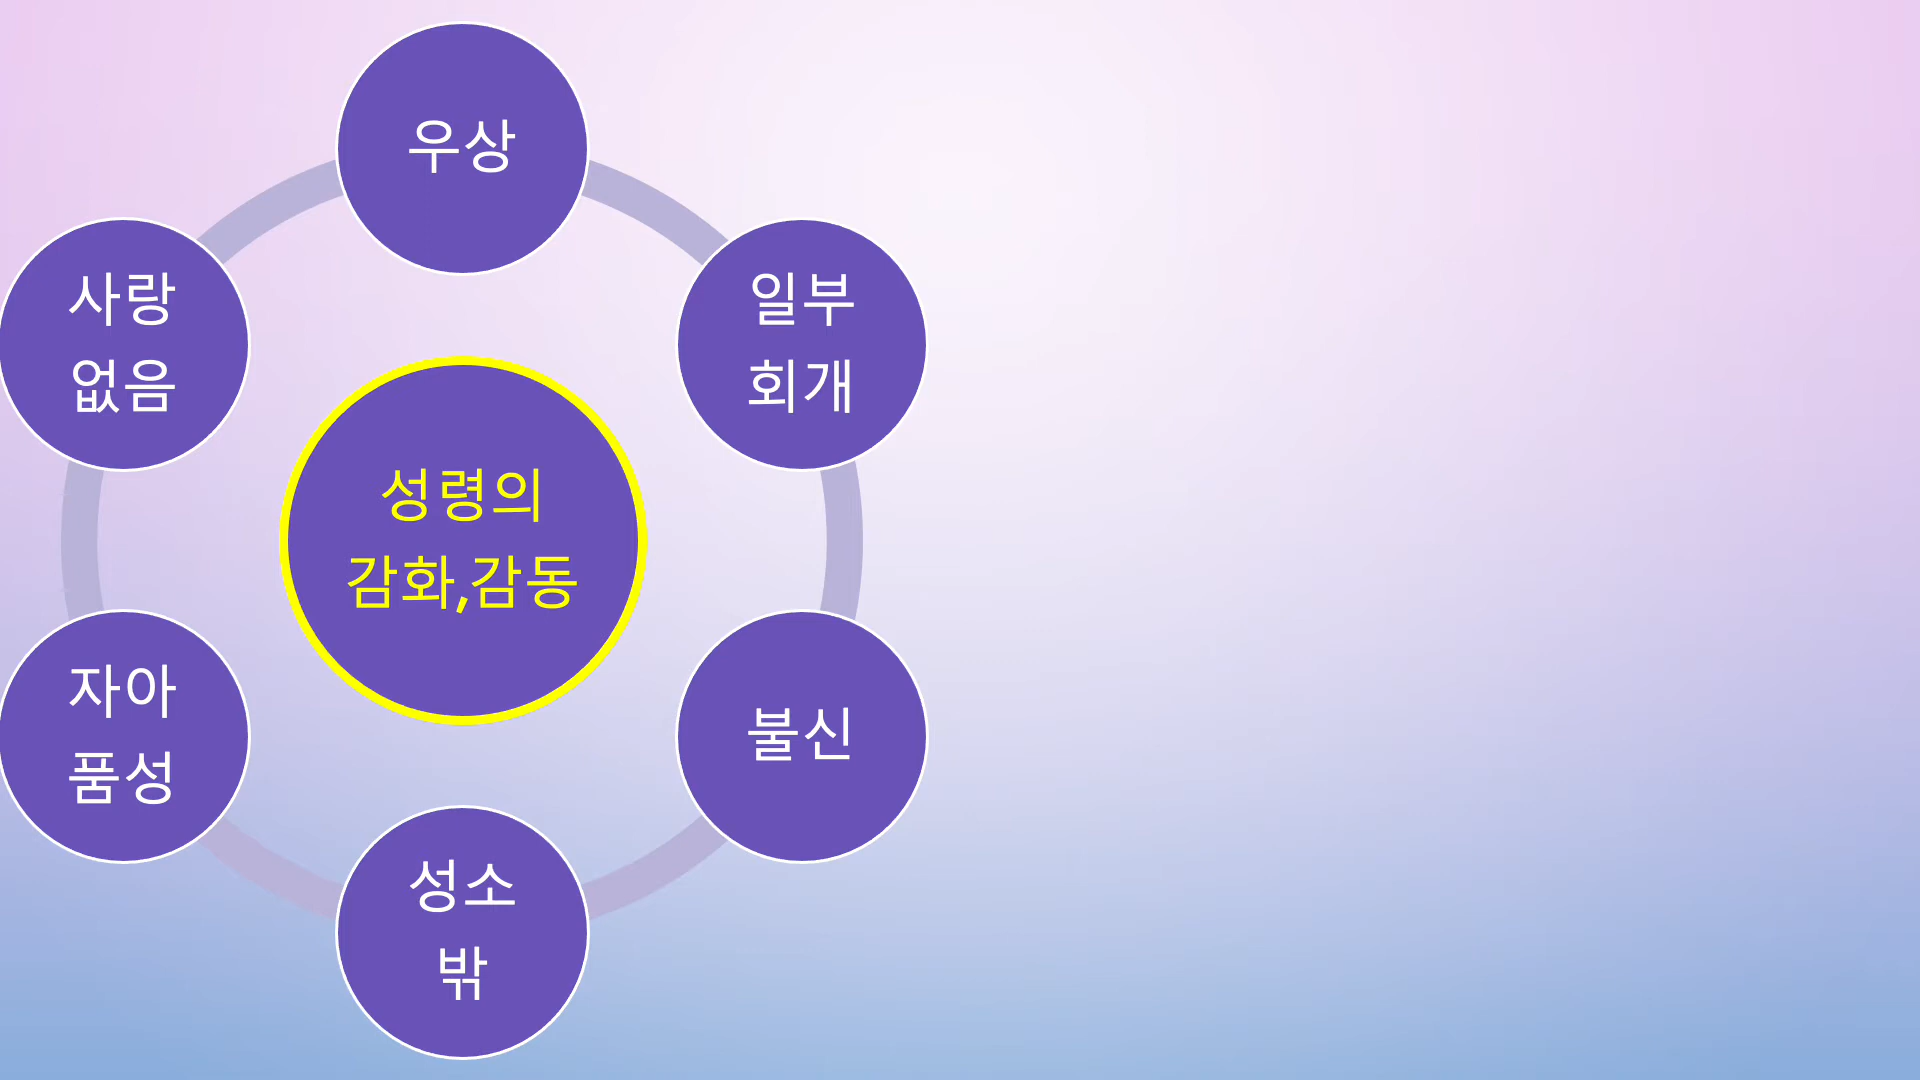 우상
일부
회개
불신
성소
밖
자아
품성
사랑
없음
성령의
감화,감동